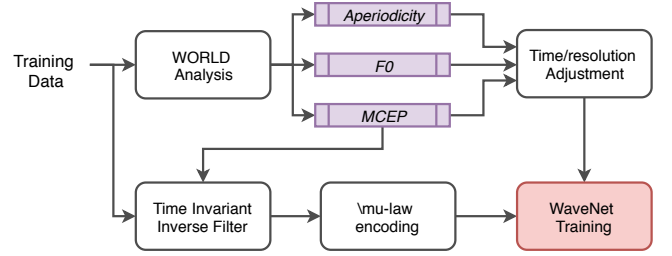 Training
Data
WORLD
Analysis
Aperiodicity
F0
MCEP
Time/resolution
Adjustment
Time Invariant
Inverse Filter
\mu-law
encoding
WaveNet
Training